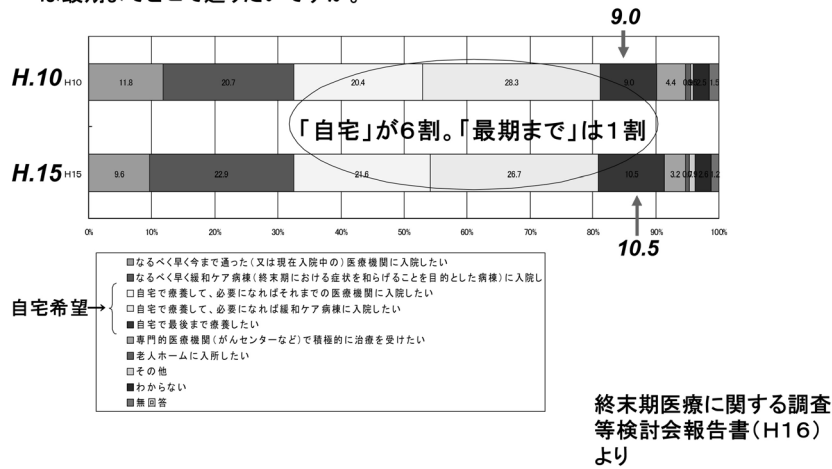 は最期までどこで過りたいですか。
9.0
H.10 H10 11.8 20.7 20.4 28.3 9.0 4.4 2.5 1.5
「自宅」が6割。「最期まで」は1割
H.15 H15 9.6 22.9 21.6 26.7 10.5 3.2 2.6 1.2
0% 10% 20% 30% 40% 50% 60% 70% 80% 90% 100%
10.5
なるべく早く今まで通った(又は現在入院中の)医療機関に入院したい
なるべく早く緩和ケア病棟(終末期における症状を和らげることを目的とした病棟)に入院し
自宅で療養して、必要になればそれまでの医療機関に入院したい
自宅希望→ 自宅で療養して、必要になれば緩和ケア病棟に入院したい
自宅で最後まで療養したい
専門的医療機関(がんセンターなど)で積極的に治療を受けたい
老人ホームに入所したい
その他
わからない
無回答
終末期医療に関する調査
等検討会報告書(H16)
より